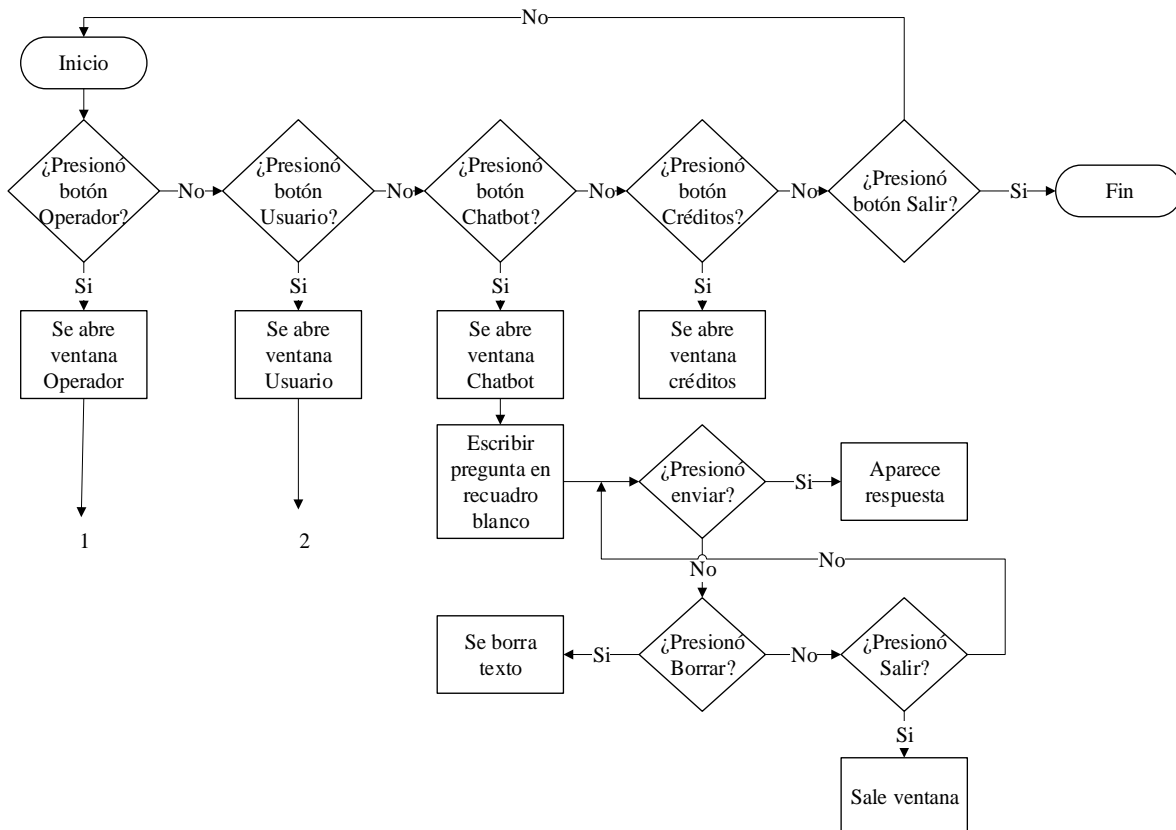 No
Inicio
¿Presionó
botón
Operador?
No
¿Presionó
botón
Usuario?
No
¿Presionó
botón
Chatbot?
No
¿Presionó
botón
Créditos?
No
¿Presionó
botón Salir?
Si
Fin
Si
Si
Si
Si
Se abre
ventana
Operador
Se abre
ventana
Usuario
Se abre
ventana
Chatbot
Se abre
ventana
créditos
Escribir
pregunta en
recuadro
blanco
¿Presionó
enviar?
Si
Aparece
respuesta
1
2
No
No
Se borra
texto
Si
¿Presionó
Borrar?
No
¿Presionó
Salir?
Si
Sale ventana